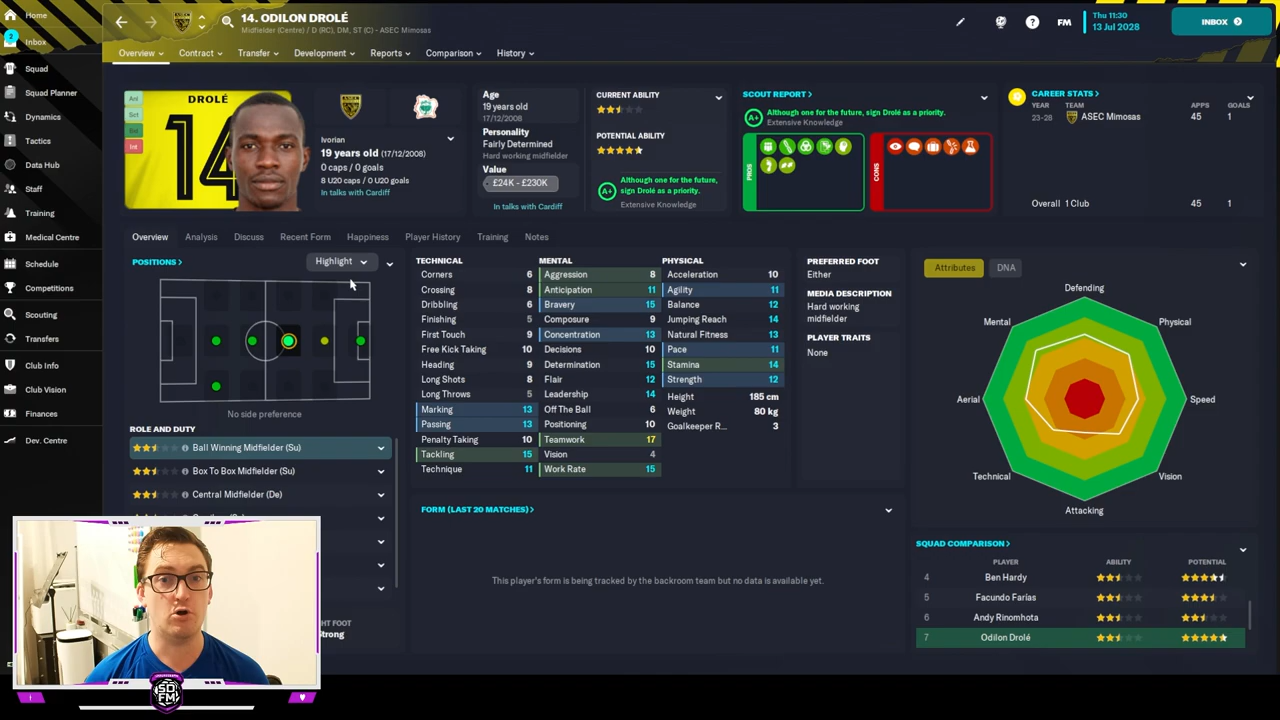 Home
14. ODILON DROLÉ
Midfielder (Centre) / D (RC), DM, ST (C) - ASEC Mimosas
FM
Thu 11:30
13 Jul 2028
INBOX
2
Inbox
Squad
Squad Planner
Dynamics
Tactics
Data Hub
Staff
Training
Medical Centre
Schedule
Competitions
Scouting
Transfers
Club Info
Club Vision
Finances
Dev. Centre
Overview
Contract
Transfer
Development
Reports
Comparison
History
Ani
Sct
Eld
Int
DROLÉ
14
Ivorian
19 years old (17/12/2008)
0 caps / 0 goals
8 U20 caps / 0 U20 goals
In talks with Cardiff
Age
19 years old
17/12/2008
Personality
Fairly Determined
Hard working midfielder
Value
£24K - £230K
In talks with Cardiff
CURRENT ABILITY
POTENTIAL ABILITY
A+
Although one for the future, sign Drolé as a priority.
Extensive Knowledge
SCOUT REPORT >
A+
Although one for the future, sign Drolé as a priority.
Extensive Knowledge
PROS
CONS
CAREER STATS >
YEAR TEAM APPS GOALS
23-28 ASEC Mimosas 45 1
Overall 1 Club 45 1
Overview
Analysis
Discuss
Recent Form
Happiness
Player History
Training
Notes
POSITIONS >
Highlight
No side preference
ROLE AND DUTY
Ball Winning Midfielder (Su)
Box To Box Midfielder (Su)
Central Midfielder (De)
TECHNICAL
Corners 6
Crossing 8
Dribbling 6
Finishing 5
First Touch 9
Free Kick Taking 10
Heading 9
Long Shots 8
Long Throws 5
Marking 13
Passing 13
Penalty Taking 10
Tackling 15
Technique 11
MENTAL
Aggression 8
Anticipation 11
Bravery 15
Composure 9
Concentration 13
Decisions 10
Determination 15
Flair 12
Leadership 14
Off The Ball 6
Positioning 10
Teamwork 17
Vision 4
Work Rate 15
PHYSICAL
Acceleration 10
Agility 11
Balance 12
Jumping Reach 14
Natural Fitness 13
Pace 11
Stamina 14
Strength 12
Height 185 cm
Weight 80 kg
Goalkeeper R... 3
PREFERRED FOOT
Either
MEDIA DESCRIPTION
Hard working
midfielder
PLAYER TRAITS
None
Attributes
DNA
Defending
Physical
Speed
Vision
Attacking
Technical
Aerial
Mental
FORM (LAST 20 MATCHES) >
This player's form is being tracked by the backroom team but no data is available yet.
SQUAD COMPARISON >
PLAYER ABILITY POTENTIAL
4 Ben Hardy
5 Facundo Farías
6 Andy Rinomhota
7 Odilon Drolé
HT FOOT
Strong
SDFM